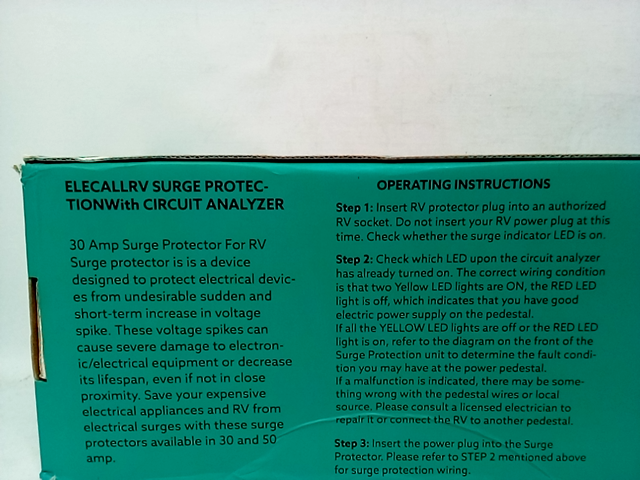 ELECALLRV SURGE PROTEC-
TIONWith CIRCUIT ANALYZER
30 Amp Surge Protector For RV
Surge protector is is a device
designed to protect electrical devic-
es from undesirable sudden and
short-term increase in voltage
spike. These voltage spikes can
cause severe damage to electron-
ic/electrical equipment or decrease
its lifespan, even if not in close
proximity. Save your expensive
electrical appliances and RV from
electrical surges with these surge
protectors available in 30 and 50
amp.
OPERATING INSTRUCTIONS
Step 1: Insert RV protector plug into an authorized
RV socket. Do not insert your RV power plug at this
time. Check whether the surge indicator LED is on.
Step 2: Check which LED upon the circuit analyzer
has already turned on. The correct wiring condition
is that two Yellow LED lights are ON, the RED LED
light is off, which indicates that you have good
electric power supply on the pedestal.
If all the YELLOW LED lights are off or the RED LED
light is on, refer to the diagram on the front of the
Surge Protection unit to determine the fault condi-
tion you may have at the power pedestal.
If a malfunction is indicated, there may be some-
thing wrong with the pedestal wires or local
source. Please consult a licensed electrician to
repair it or connect the RV to another pedestal.
Step 3: Insert the power plug into the Surge
Protector. Please refer to STEP 2 mentioned above
for surge protection wiring.